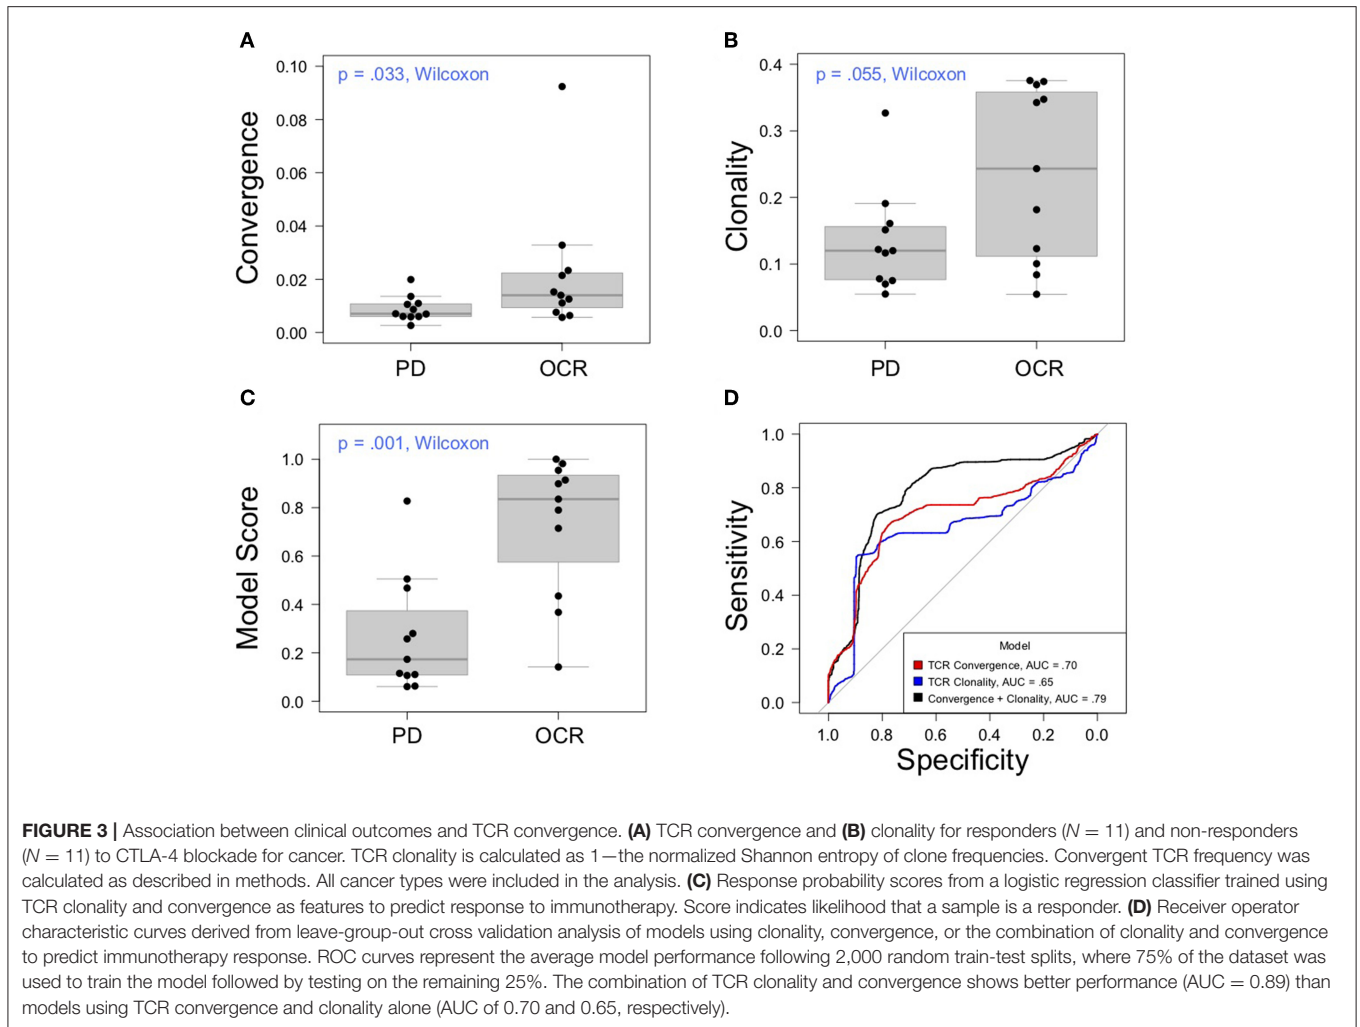 A
p = .033, Wilcoxon
Convergence
0.10
0.08
0.06
0.04
0.02
0.00
PD
OCR
B
p = .055, Wilcoxon
Clonality
0.4
0.3
0.2
0.1
0.0
PD
OCR
C
p = .001, Wilcoxon
Model Score
1.0
0.8
0.6
0.4
0.2
0.0
PD
OCR
D
Sensitivity
1.0
0.8
0.6
0.4
0.2
0.0
Model
TCR Convergence, AUC = .70
TCR Clonality, AUC = .65
Convergence + Clonality, AUC = .79
1.0 0.8 0.6 0.4 0.2 0.0
Specificity
FIGURE 3 | Association between clinical outcomes and TCR convergence. (A) TCR convergence and (B) clonality for responders (N = 11) and non-responders
(N = 11) to CTLA-4 blockade for cancer. TCR clonality is calculated as 1—the normalized Shannon entropy of clone frequencies. Convergent TCR frequency was
calculated as described in methods. All cancer types were included in the analysis. (C) Response probability scores from a logistic regression classifier trained using
TCR clonality and convergence as features to predict response to immunotherapy. Score indicates likelihood that a sample is a responder. (D) Receiver operator
characteristic curves derived from leave-group-out cross validation analysis of models using clonality, convergence, or the combination of clonality and convergence
to predict immunotherapy response. ROC curves represent the average model performance following 2,000 random train-test splits, where 75% of the dataset was
used to train the model followed by testing on the remaining 25%. The combination of TCR clonality and convergence shows better performance (AUC = 0.89) than
models using TCR convergence and clonality alone (AUC of 0.70 and 0.65, respectively).